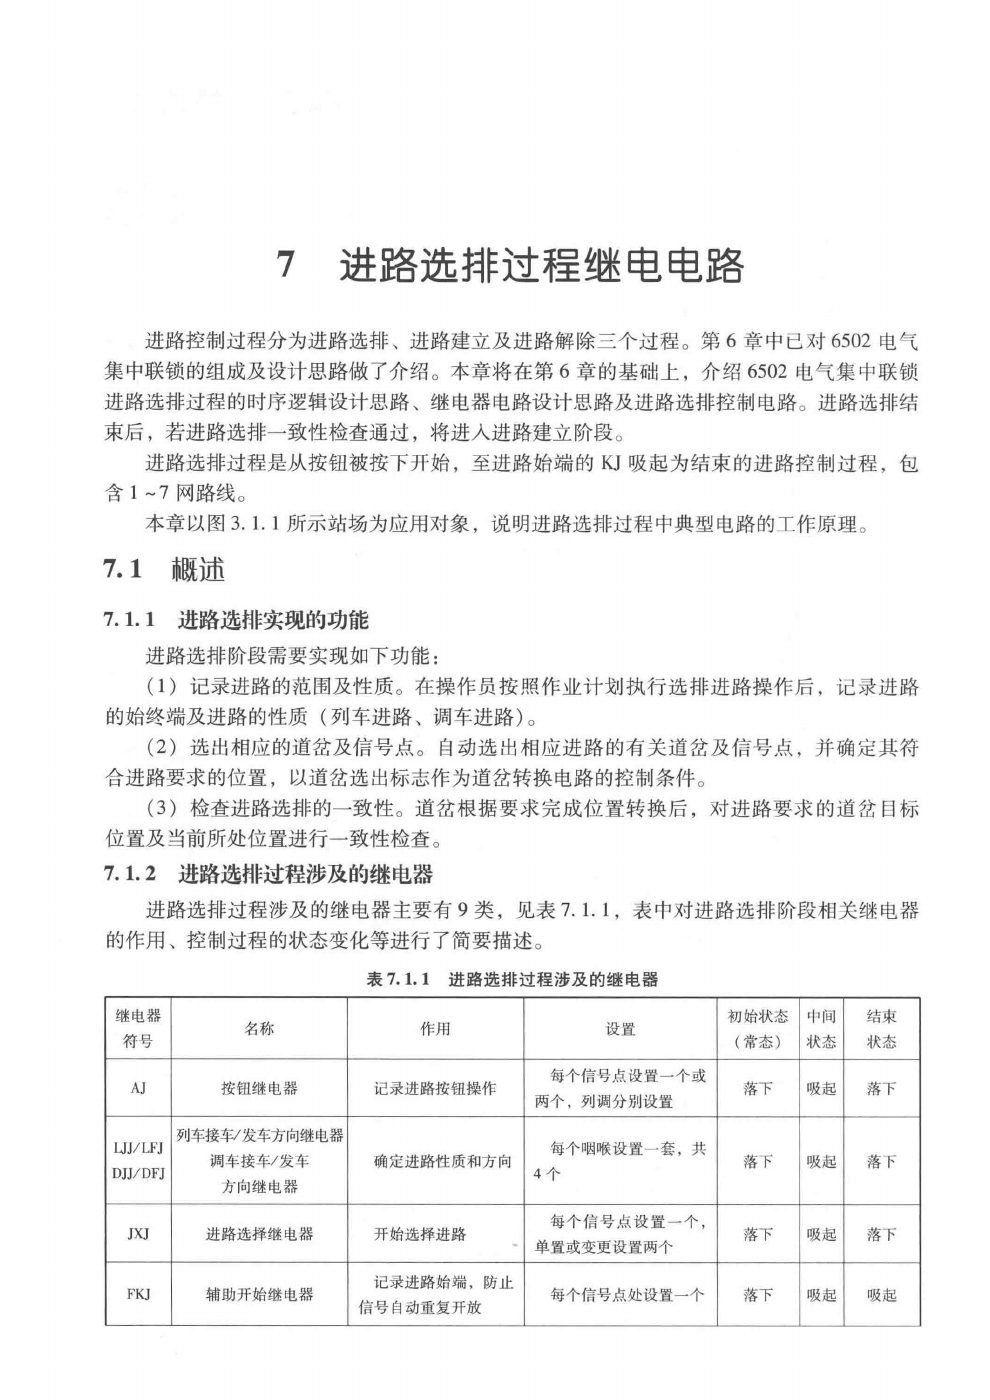 7 进路选排过程继电电路
进路控制过程分为进路选排、进路建立及进路解除三个过程。第 6 章中已对 6502 电气
集中联锁的组成及设计思路做了介绍。本章将在第 6 章的基础上，介绍 6502 电气集中联锁
进路选排过程的时序逻辑设计思路、继电器电路设计思路及进路选排控制电路。进路选排结
束后，若进路选排一致性检查通过，将进入进路建立阶段。
进路选排过程是从按钮被按下开始，至进路始端的 KJ 吸起为结束的进路控制过程，包
含 1～7 网路线。
本章以图 3.1.1 所示站场为应用对象，说明进路选排过程中典型电路的工作原理。
7.1 概述
7.1.1 进路选排实现的功能
进路选排阶段需要实现如下功能：
（1）记录进路的范围及性质。在操作员按照作业计划执行选排进路操作后，记录进路
的始终端及进路的性质（列车进路、调车进路）。
（2）选出相应的道岔及信号点。自动选出相应进路的有关道岔及信号点，并确定其符
合进路要求的位置，以道岔选出标志作为道岔转换电路的控制条件。
（3）检查进路选排的一致性。道岔根据要求完成位置转换后，对进路要求的道岔目标
位置及当前所处位置进行一致性检查。
7.1.2 进路选排过程涉及的继电器
进路选排过程涉及的继电器主要有 9 类，见表 7.1.1，表中对进路选排阶段相关继电器
的作用、控制过程的状态变化等进行了简要描述。
表 7.1.1 进路选排过程涉及的继电器
继电器 初始状态 中间 结束
符号 名称 作用 设置 （常态） 状态 状态
AJ 按钮继电器 记录进路按钮操作 每个信号点设置一个或 落下 吸起 落下
两个，列调分别设置
列车接车/发车方向继电器
LJJ/LFJ 调车接车/发车 确定进路性质和方向 每个咽喉设置一套，共 落下 吸起 落下
DJJ/DFJ 方向继电器 4 个
JXJ 进路选择继电器 开始选择进路 每个信号点设置一个， 落下 吸起 落下
单置或变更设置两个
FKJ 辅助开始继电器 记录进路始端，防止 每个信号点处设置一个 落下 吸起 吸起
信号自动重复开放